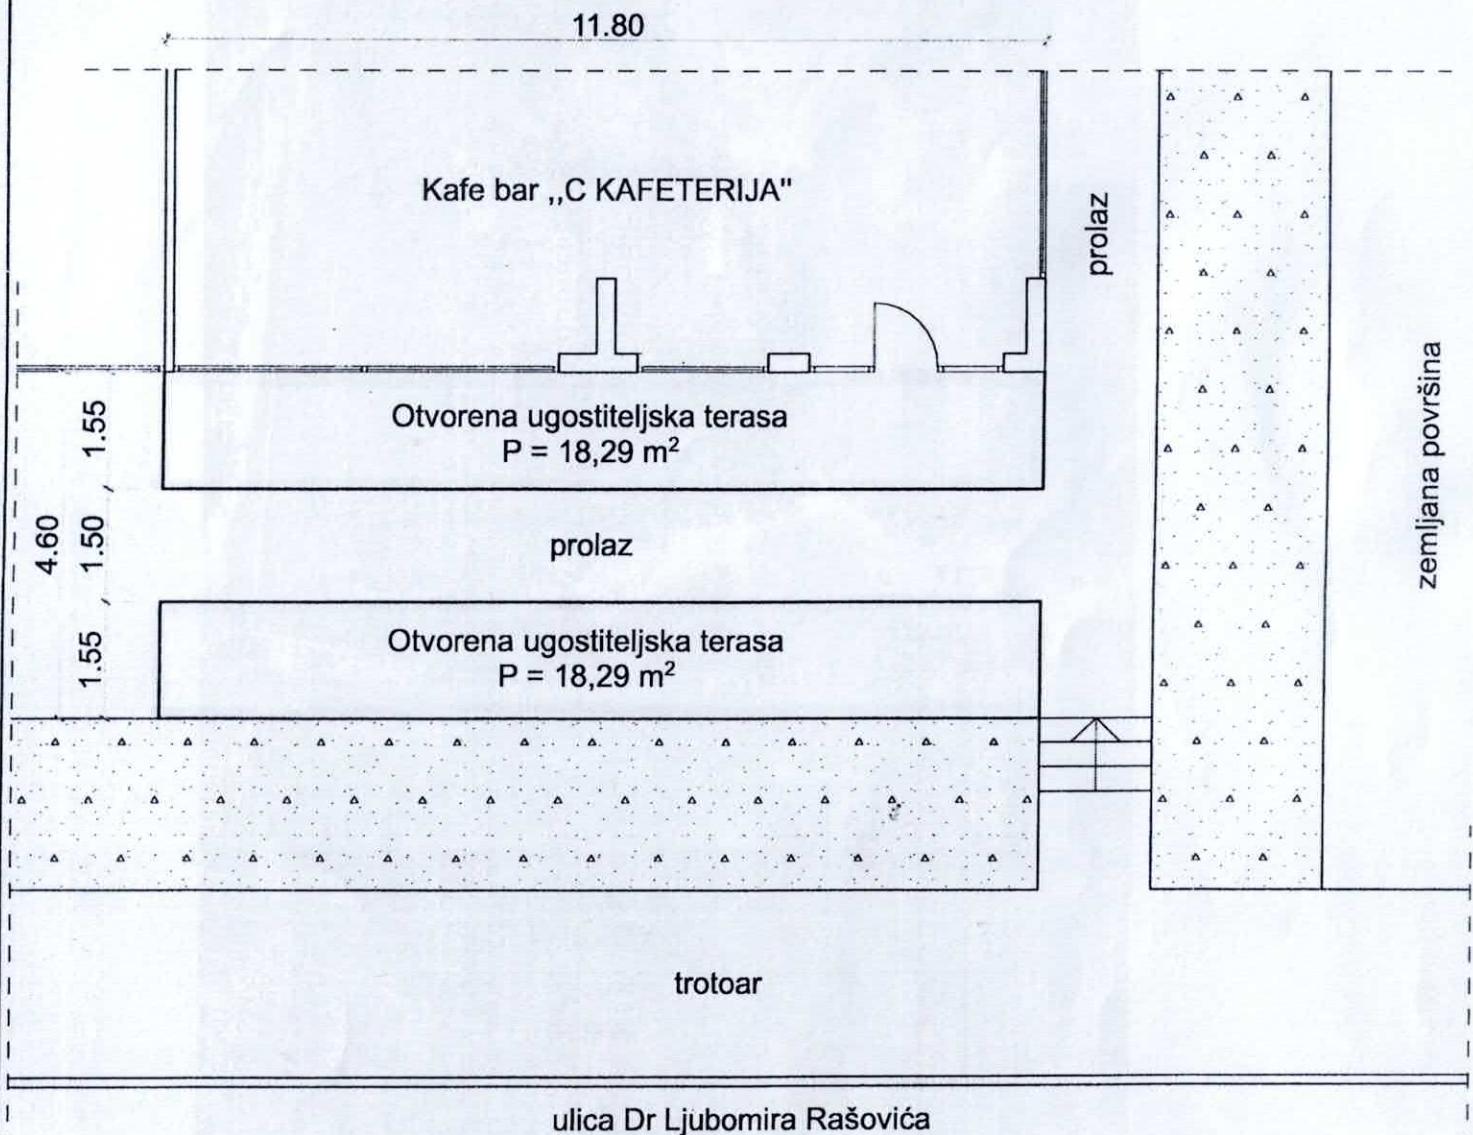 11.80
Kafe bar ,,C KAFETERIJA"
prolaz
zemljana površina
1.55
Otvorena ugostiteljska terasa
P = 18,29 m²
4.60
1.50
prolaz
1.55
Otvorena ugostiteljska terasa
P = 18,29 m²
trotoar
ulica Dr Ljubomira Rašovića